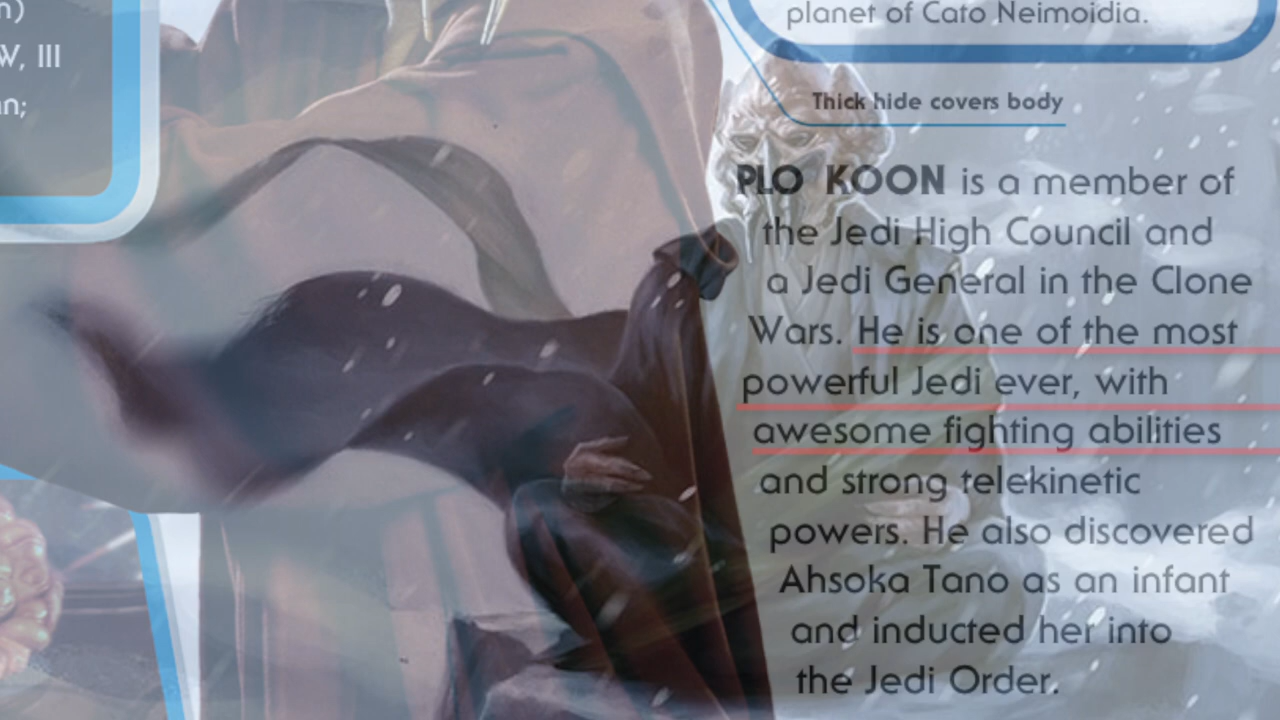 W, III
planet of Cato Neimoidia.
Thick hide covers body
PLO KOON is a member of
the Jedi High Council and
a Jedi General in the Clone
Wars. He is one of the most
powerful Jedi ever, with
awesome fighting abilities
and strong telekinetic
powers. He also discovered
Ahsoka Tano as an infant
and inducted her into
the Jedi Order.